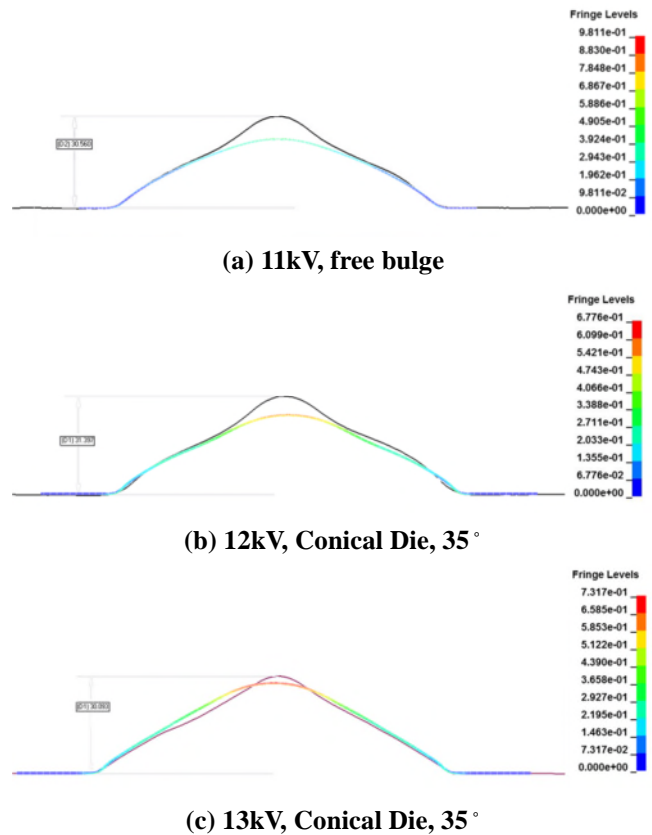 Fringe Levels
9.811e-01
8.830e-01
7.848e-01
6.867e-01
5.886e-01
4.905e-01
3.924e-01
2.943e-01
1.962e-01
9.811e-02
0.000e+00
(a) 11kV, free bulge
Fringe Levels
6.776e-01
6.099e-01
5.421e-01
4.743e-01
4.066e-01
3.388e-01
2.711e-01
2.033e-01
1.355e-01
6.776e-02
0.000e+00
(b) 12kV, Conical Die, 35°
Fringe Levels
7.317e-01
6.585e-01
5.853e-01
5.122e-01
4.390e-01
3.658e-01
2.927e-01
2.195e-01
1.463e-01
7.317e-02
0.000e+00
(c) 13kV, Conical Die, 35°